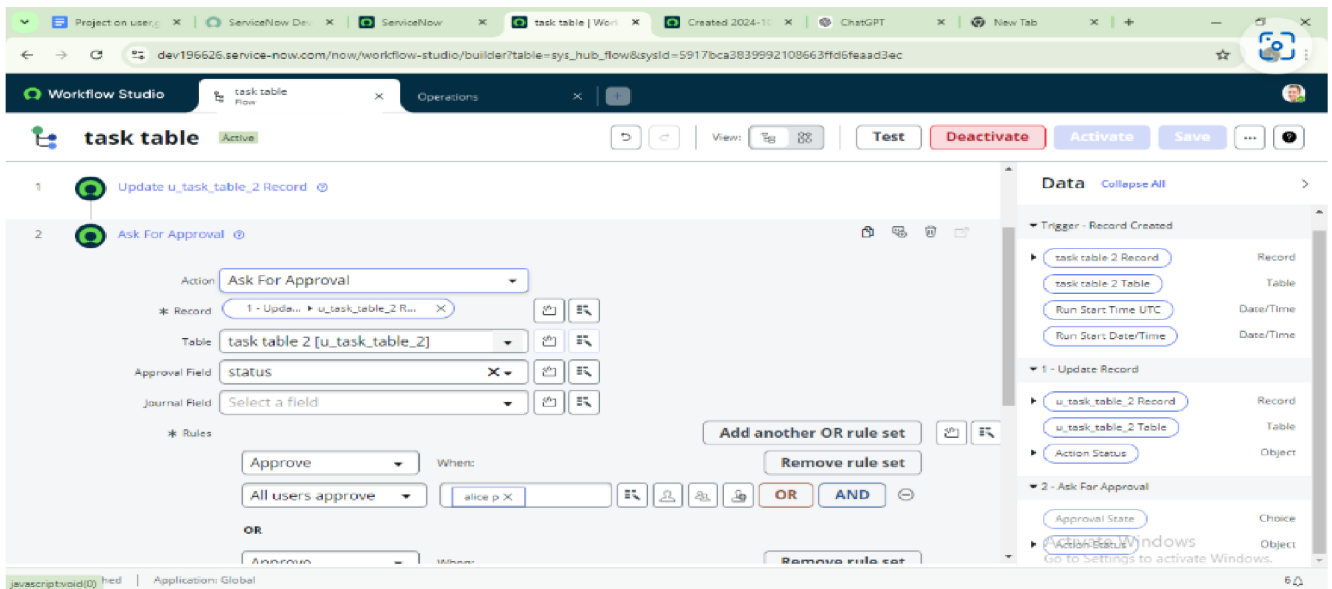 Project on user,g × ServiceNow Dev × ServiceNow × task table | Work × Created 2024-10 × ChatGPT × New Tab × +
dev196626.service-now.com/now/workflow-studio/builder?table=sys_hub_flow&sysId=5917bca3839992108663ffd6feaad3ec
Workflow Studio
task table
Flow
Operations
task table Active View: Test Deactivate Activate Save ...
1 Update u_task_table_2 Record
2 Ask For Approval
Action Ask For Approval
* Record 1 - Upda... ▸ u_task_table_2 R... ×
Table task table 2 [u_task_table_2]
Approval Field status
Journal Field Select a field
* Rules Add another OR rule set
Approve When: Remove rule set
All users approve alice p × OR AND
OR
Approve When: Remove rule set
Data Collapse All
Trigger - Record Created
task table 2 Record Record
task table 2 Table Table
Run Start Time UTC Date/Time
Run Start Date/Time Date/Time
1 - Update Record
u_task_table_2 Record Record
u_task_table_2 Table Table
Action Status Object
2 - Ask For Approval
Approval State Choice
Action Status Object
Activate Windows
Go to Settings to activate Windows.
javascript:void(0) hed Application: Global 6